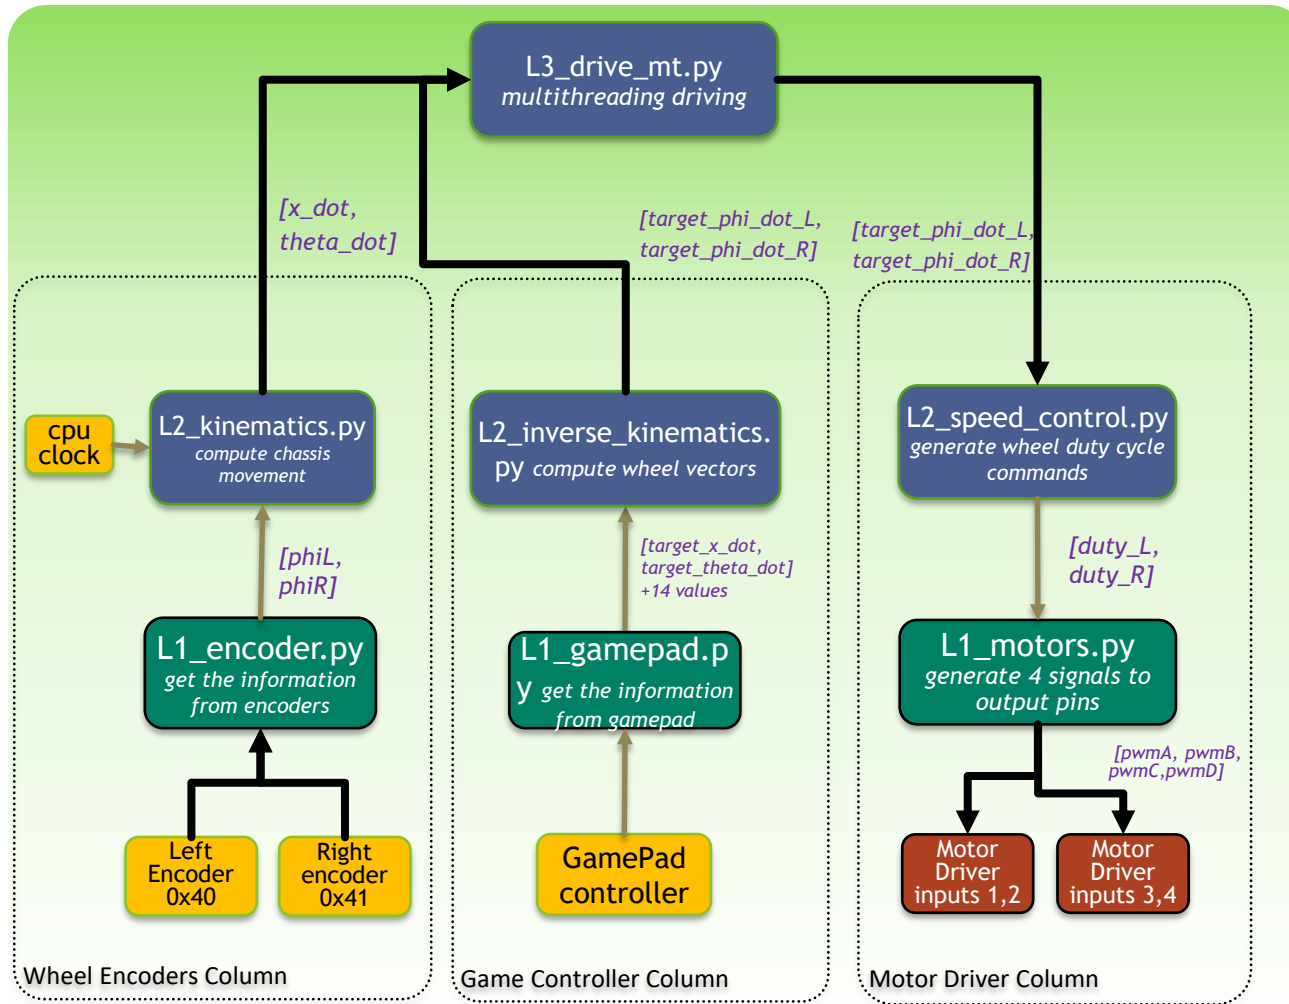 L3_drive_mt.py
multithreading driving
[x_dot,
theta_dot]
[target_phi_dot_L,
target_phi_dot_R]
[target_phi_dot_L,
target_phi_dot_R]
cpu
clock
L2_kinematics.py
compute chassis
movement
L2_inverse_kinematics.
py compute wheel vectors
L2_speed_control.py
generate wheel duty cycle
commands
[phiL,
phiR]
[target_x_dot,
target_theta_dot]
+14 values
[duty_L,
duty_R]
L1_encoder.py
get the information
from encoders
L1_gamepad.p
y get the information
from gamepad
L1_motors.py
generate 4 signals to
output pins
[pwmA, pwmB,
pwmC,pwmD]
Left
Encoder
0x40
Right
encoder
0x41
GamePad
controller
Motor
Driver
inputs 1,2
Motor
Driver
inputs 3,4
Wheel Encoders Column
Game Controller Column
Motor Driver Column